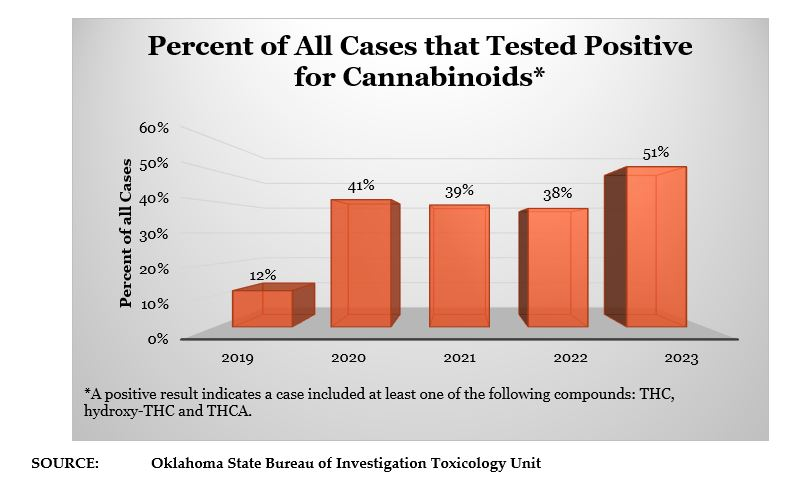 Percent of All Cases that Tested Positive
for Cannabinoids*
Percent of all Cases
60%
50%
40%
30%
20%
10%
0%
12%
41%
39%
38%
51%
2019
2020
2021
2022
2023
*A positive result indicates a case included at least one of the following compounds: THC,
hydroxy-THC and THCA.
SOURCE: Oklahoma State Bureau of Investigation Toxicology Unit